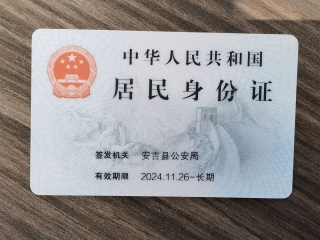 中华人民共和国
居民身份证
签发机关 安吉县公安局
有效期限 2024.11.26-长期